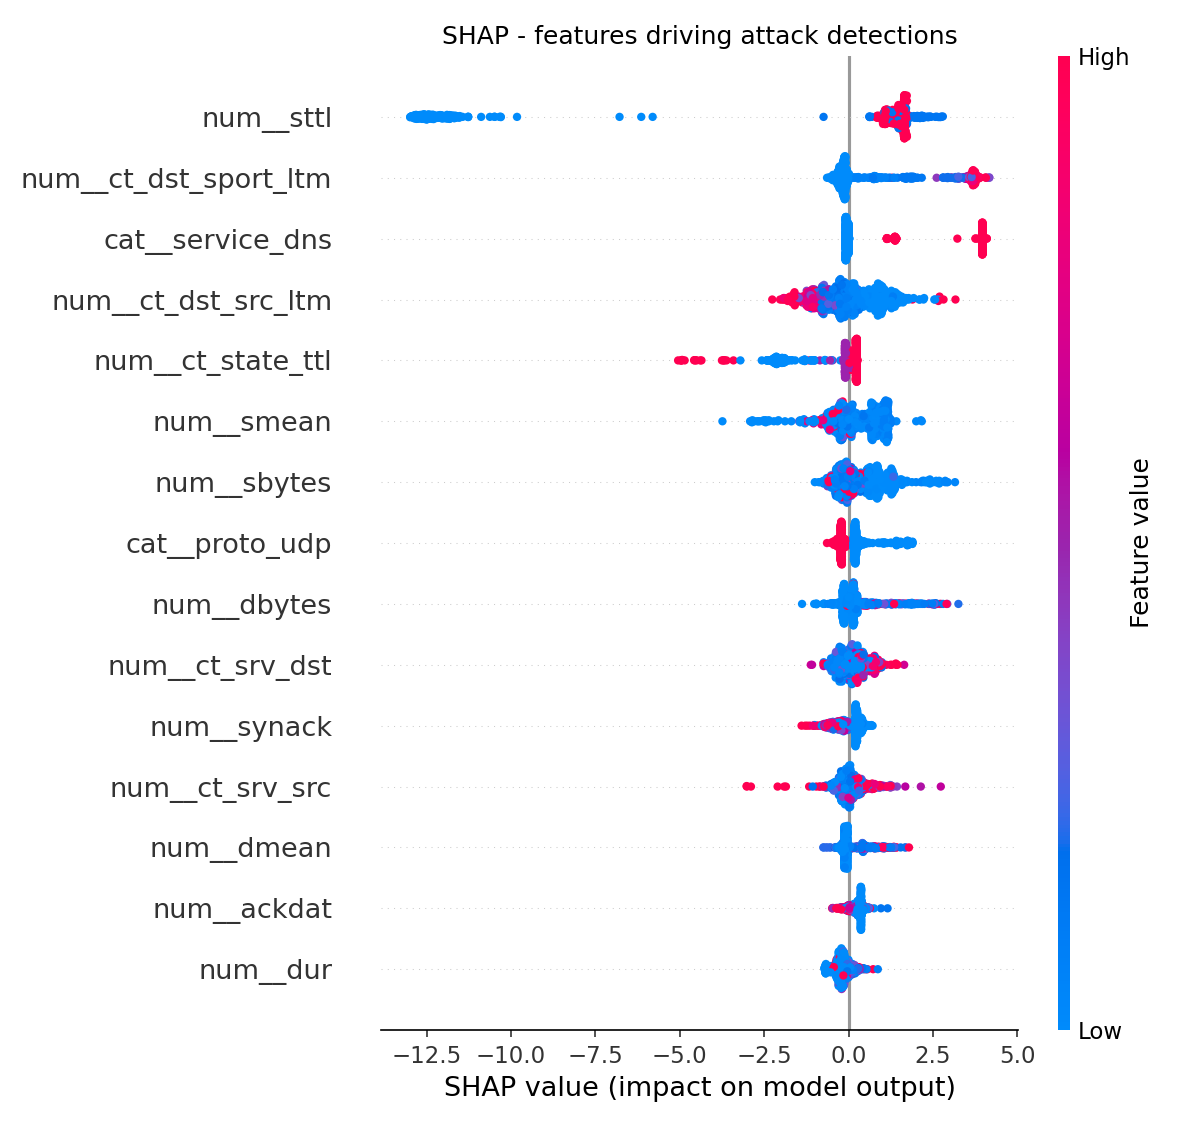 SHAP - features driving attack detections
High
num__sttl
num__ct_dst_sport_ltm
cat__service_dns
num__ct_dst_src_ltm
num__ct_state_ttl
num__smean
num__sbytes
cat__proto_udp
num__dbytes
num__ct_srv_dst
num__synack
num__ct_srv_src
num__dmean
num__ackdat
num__dur
Feature value
Low
−12.5 −10.0 −7.5 −5.0 −2.5 0.0 2.5 5.0
SHAP value (impact on model output)